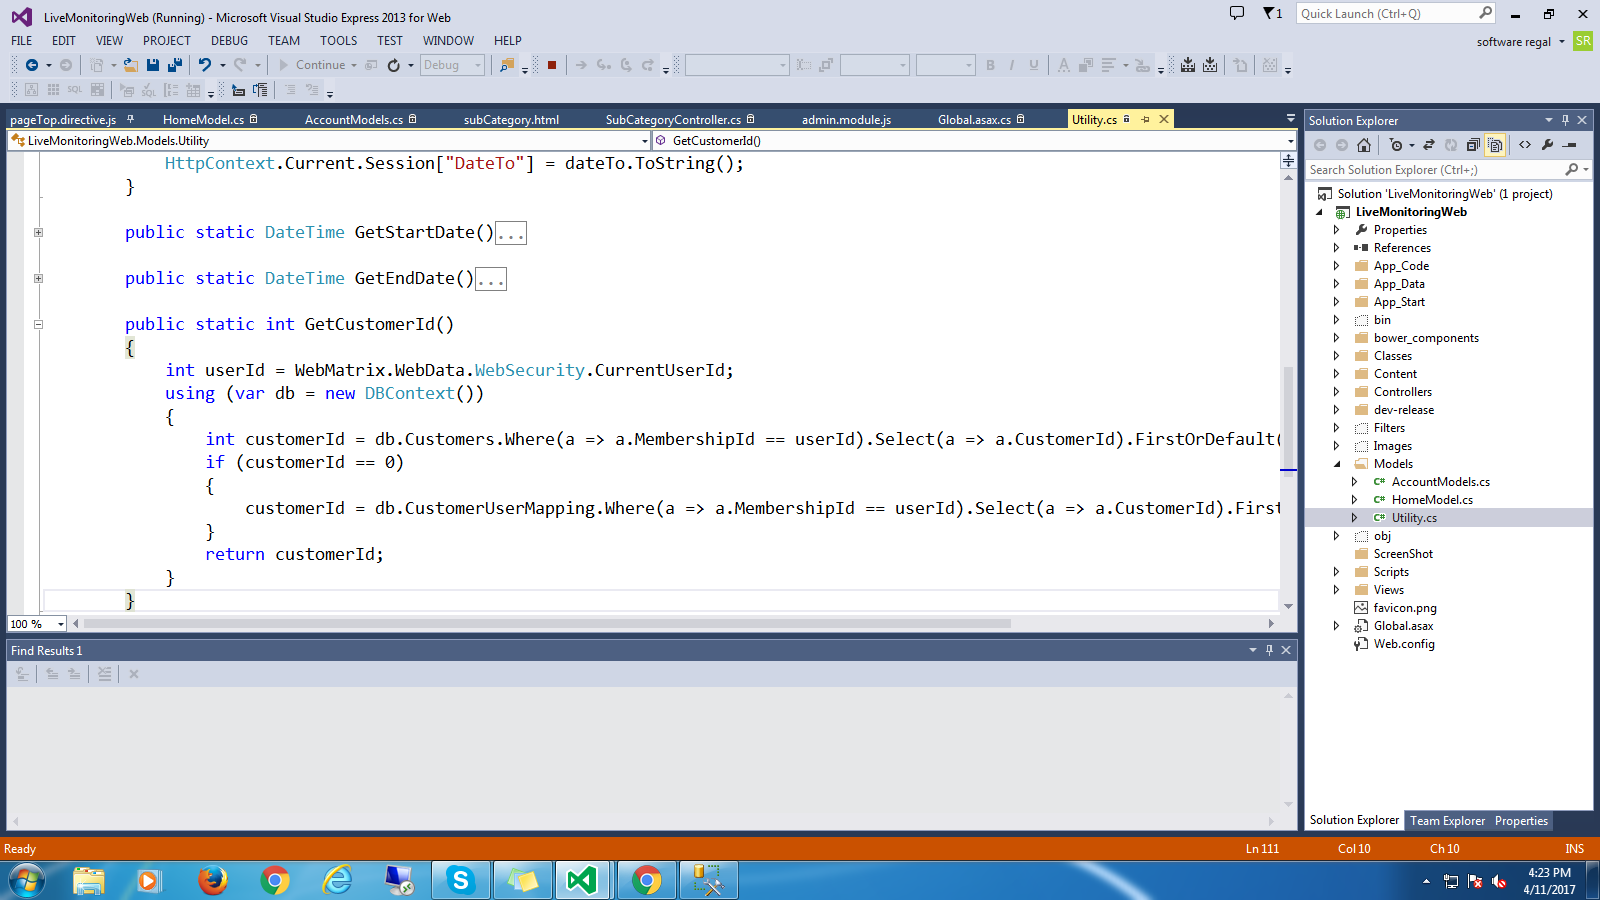 LiveMonitoringWeb (Running) - Microsoft Visual Studio Express 2013 for Web
1
Quick Launch (Ctrl+Q)
FILE EDIT VIEW PROJECT DEBUG TEAM TOOLS TEST WINDOW HELP
software regal
SR
Continue
Debug
B I U A
SQL
pageTop.directive.js HomeModel.cs AccountModels.cs subCategory.html SubCategoryController.cs admin.module.js Global.asax.cs Utility.cs
LiveMonitoringWeb.Models.Utility
GetCustomerId()
HttpContext.Current.Session["DateTo"] = dateTo.ToString();
}
public static DateTime GetStartDate()...
public static DateTime GetEndDate()...
public static int GetCustomerId()
{
int userId = WebMatrix.WebData.WebSecurity.CurrentUserId;
using (var db = new DBContext())
{
int customerId = db.Customers.Where(a => a.MembershipId == userId).Select(a => a.CustomerId).FirstOrDefault(
if (customerId == 0)
{
customerId = db.CustomerUserMapping.Where(a => a.MembershipId == userId).Select(a => a.CustomerId).First
}
return customerId;
}
}
100 %
Find Results 1
Solution Explorer
Search Solution Explorer (Ctrl+;)
Solution 'LiveMonitoringWeb' (1 project)
LiveMonitoringWeb
Properties
References
App_Code
App_Data
App_Start
bin
bower_components
Classes
Content
Controllers
dev-release
Filters
Images
Models
C# AccountModels.cs
C# HomeModel.cs
C# Utility.cs
obj
ScreenShot
Scripts
Views
favicon.png
Global.asax
Web.config
Solution Explorer Team Explorer Properties
Ready
Ln 111 Col 10 Ch 10 INS
4:23 PM
4/11/2017